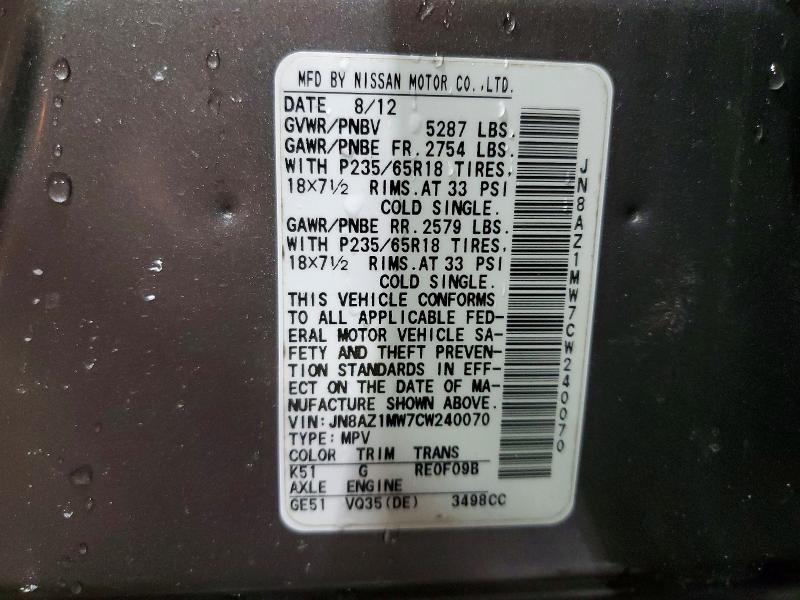 MFD BY NISSAN MOTOR CO.,LTD.
DATE 8/12
GVWR/PNBV 5287 LBS.
GAWR/PNBE FR. 2754 LBS.
WITH P235/65R18 TIRES.
18×7½ RIMS. AT 33 PSI
COLD SINGLE.
GAWR/PNBE RR. 2579 LBS.
WITH P235/65R18 TIRES.
18×7½ RIMS. AT 33 PSI
COLD SINGLE.
THIS VEHICLE CONFORMS
TO ALL APPLICABLE FED-
ERAL MOTOR VEHICLE SA-
FETY AND THEFT PREVEN-
TION STANDARDS IN EFF-
ECT ON THE DATE OF MA-
NUFACTURE SHOWN ABOVE.
VIN: JN8AZ1MW7CW240070
TYPE: MPV
COLOR TRIM TRANS
K51 G RE0F09B
AXLE ENGINE
GE51 VQ35(DE) 3498CC
JN8AZ1MW7CW240070